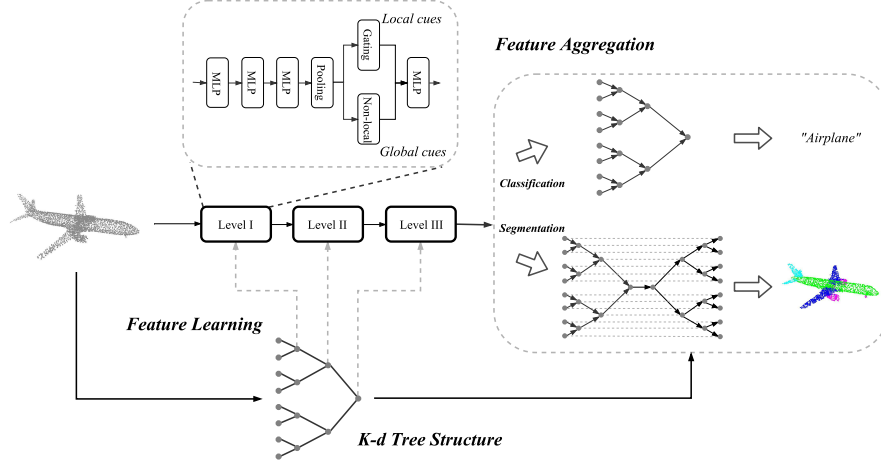 Local cues
MLP
MLP
MLP
Pooling
Gating
Non-local
MLP
Global cues
Feature Aggregation
Classification
"Airplane"
Segmentation
Level I
Level II
Level III
Feature Learning
K-d Tree Structure